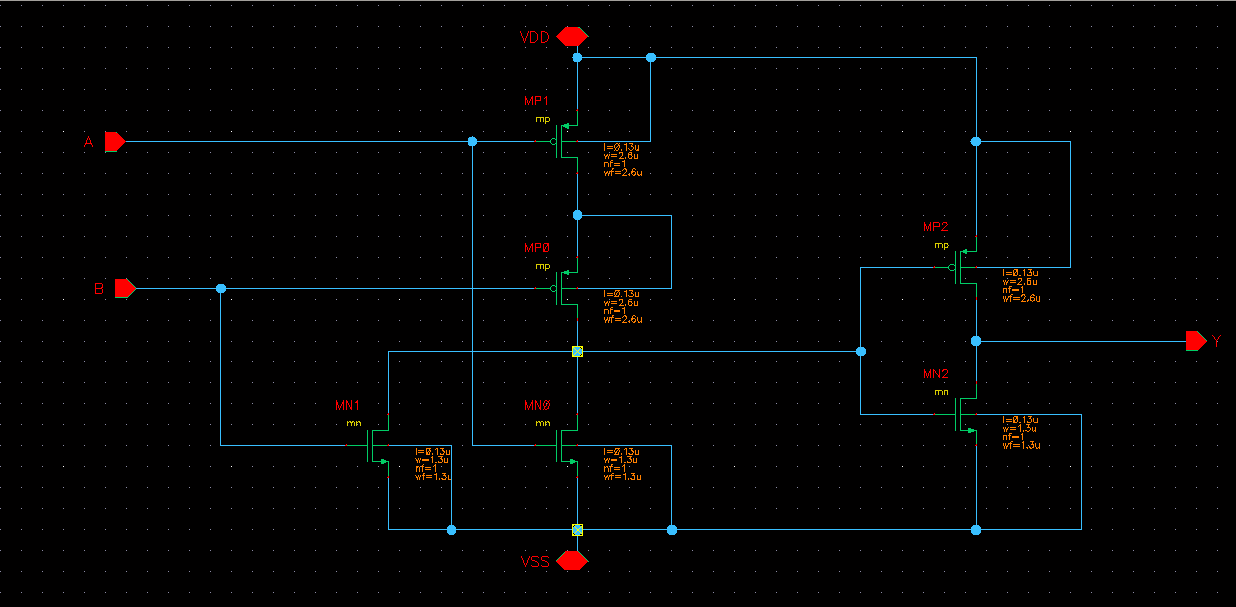 VDD
MP1
mp
A
l=0.13u
w=2.6u
nf=1
wf=2.6u
MP2
mp
MP0
mp
l=0.13u
w=2.6u
nf=1
wf=2.6u
B
l=0.13u
w=2.6u
nf=1
wf=2.6u
Y
MN2
mn
MN1
mn
MN0
mn
l=0.13u
w=1.3u
nf=1
wf=1.3u
l=0.13u
w=1.3u
nf=1
wf=1.3u
l=0.13u
w=1.3u
nf=1
wf=1.3u
VSS